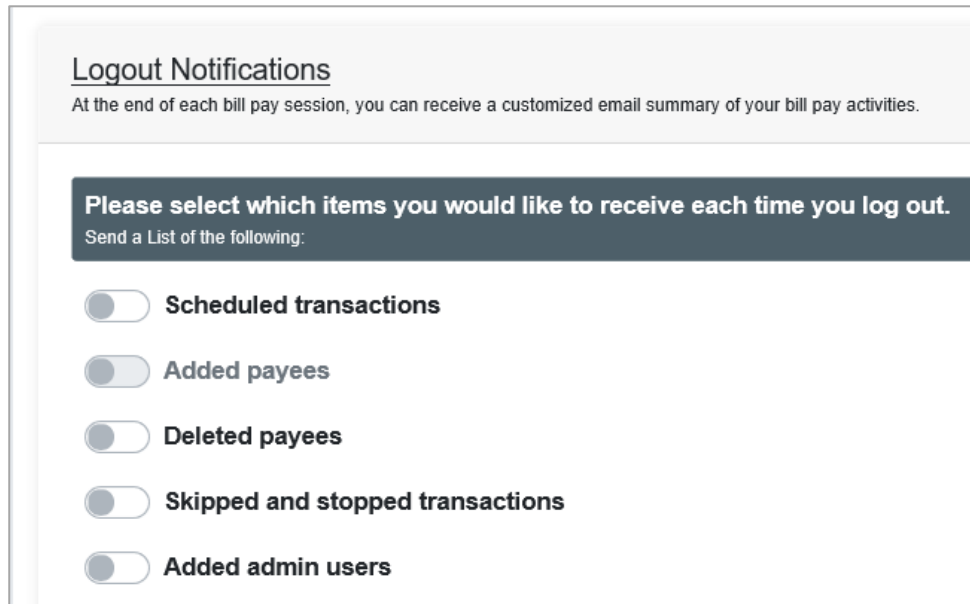 Logout Notifications
At the end of each bill pay session, you can receive a customized email summary of your bill pay activities.
Please select which items you would like to receive each time you log out.
Send a List of the following:
Scheduled transactions
Added payees
Deleted payees
Skipped and stopped transactions
Added admin users